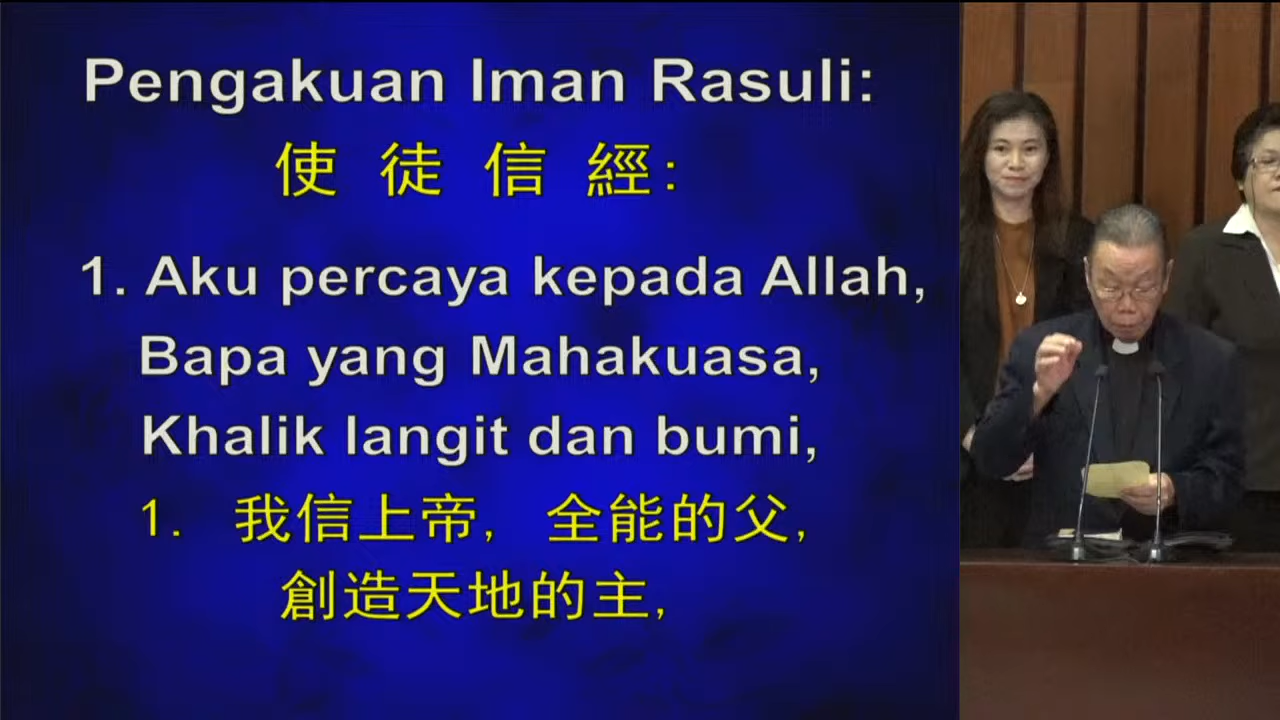 Pengakuan Iman Rasuli:
使 徒 信 經:
1. Aku percaya kepada Allah,
Bapa yang Mahakuasa,
Khalik langit dan bumi,
1. 我信上帝, 全能的父,
創造天地的主,